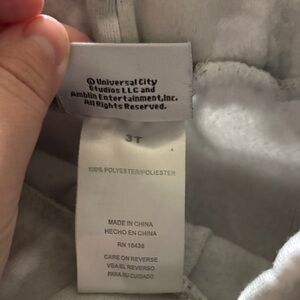 © Universal City
Studios LLC and
Amblin Entertainment,Inc.
All Rights Reserved.
3T
100% POLYESTER/POLIESTER
MADE IN CHINA
HECHO EN CHINA
RN 16435
CARE ON REVERSE
VEA/EL REVERSO
PARA SU CUIDADO